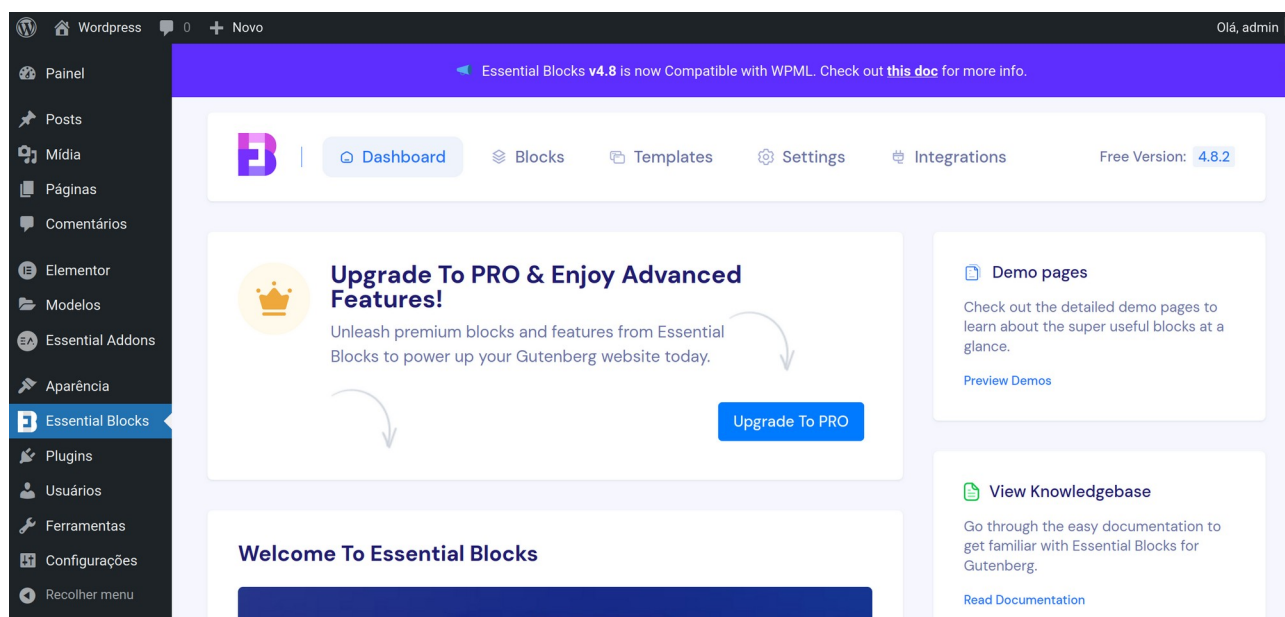 Wordpress 0 Novo Olá, admin
Painel
Posts
Mídia
Páginas
Comentários
Elementor
Modelos
Essential Addons
Aparência
Essential Blocks
Plugins
Usuários
Ferramentas
Configurações
Recolher menu
Essential Blocks v4.8 is now Compatible with WPML. Check out this doc for more info.
Dashboard Blocks Templates Settings Integrations Free Version: 4.8.2
Upgrade To PRO & Enjoy Advanced
Features!
Unleash premium blocks and features from Essential
Blocks to power up your Gutenberg website today.
Upgrade To PRO
Welcome To Essential Blocks
Demo pages
Check out the detailed demo pages to
learn about the super useful blocks at a
glance.
Preview Demos
View Knowledgebase
Go through the easy documentation to
get familiar with Essential Blocks for
Gutenberg.
Read Documentation